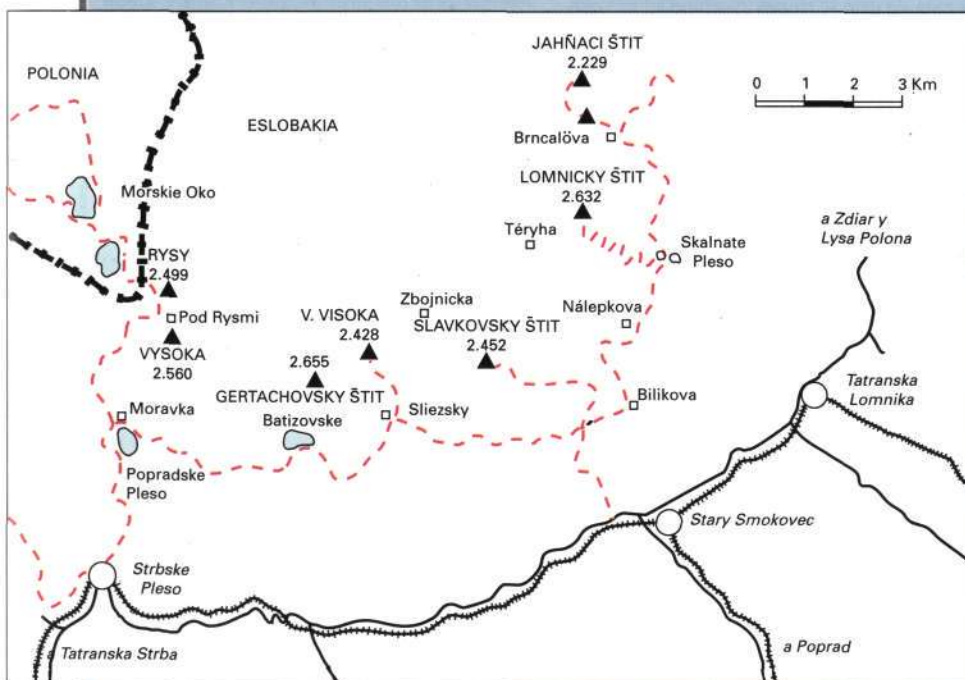 JAHÑACI ŠTIT
2.229
POLONIA
0 1 2 3 Km
ESLOBAKIA
Brncalöva
LOMNICKY ŠTIT
2.632
Morskie Oko
Téryha
a Zdiar y
Lysa Polona
Skalnate
Pleso
RYSY
2.499
Zbojnicka
Nálepkova
Pod Rysmi
V. VISOKA
2.428
SLAVKOVSKY ŠTIT
2.452
VYSOKA
2.560
2.655
GERTACHOVSKY ŠTIT
Tatranska
Lomnika
Moravka
Batizovske
Sliezsky
Bilikova
Popradske
Pleso
Stary Smokovec
Strbske
Pleso
a Tatranska Strba
a Poprad